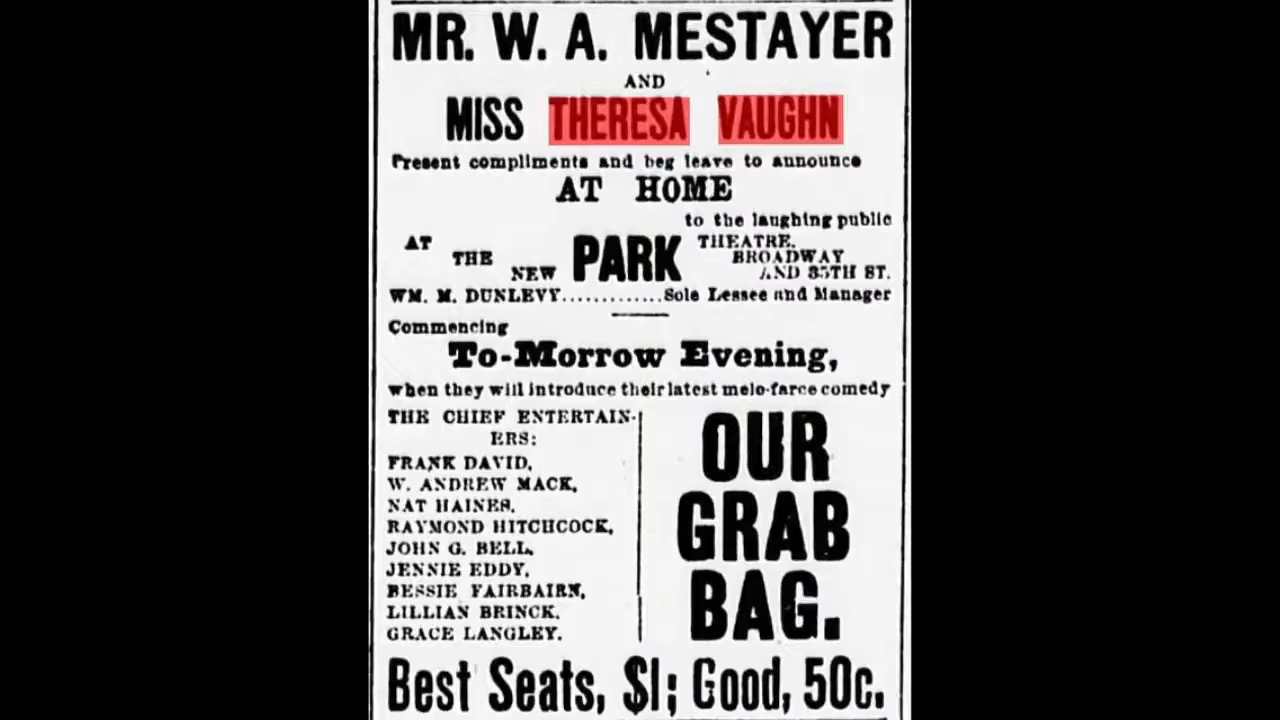 MR. W. A. MESTAYER
AND
MISS THERESA VAUGHN
Present compliments and beg leave to announce
AT HOME
to the laughing public
AT THE NEW PARK THEATRE, BROADWAY AND 35TH ST.
WM. M. DUNLEVY.............Sole Lessee and Manager
Commencing
To-Morrow Evening,
when they will introduce their latest melo-farce comedy
THE CHIEF ENTERTAIN-
ERS:
FRANK DAVID,
W. ANDREW MACK,
NAT HAINES,
RAYMOND HITCHCOCK,
JOHN G. BELL,
JENNIE EDDY,
BESSIE FAIRBAIRN,
LILLIAN BRINCK,
GRACE LANGLEY.
OUR
GRAB
BAG.
Best Seats, $1; Good, 50c.